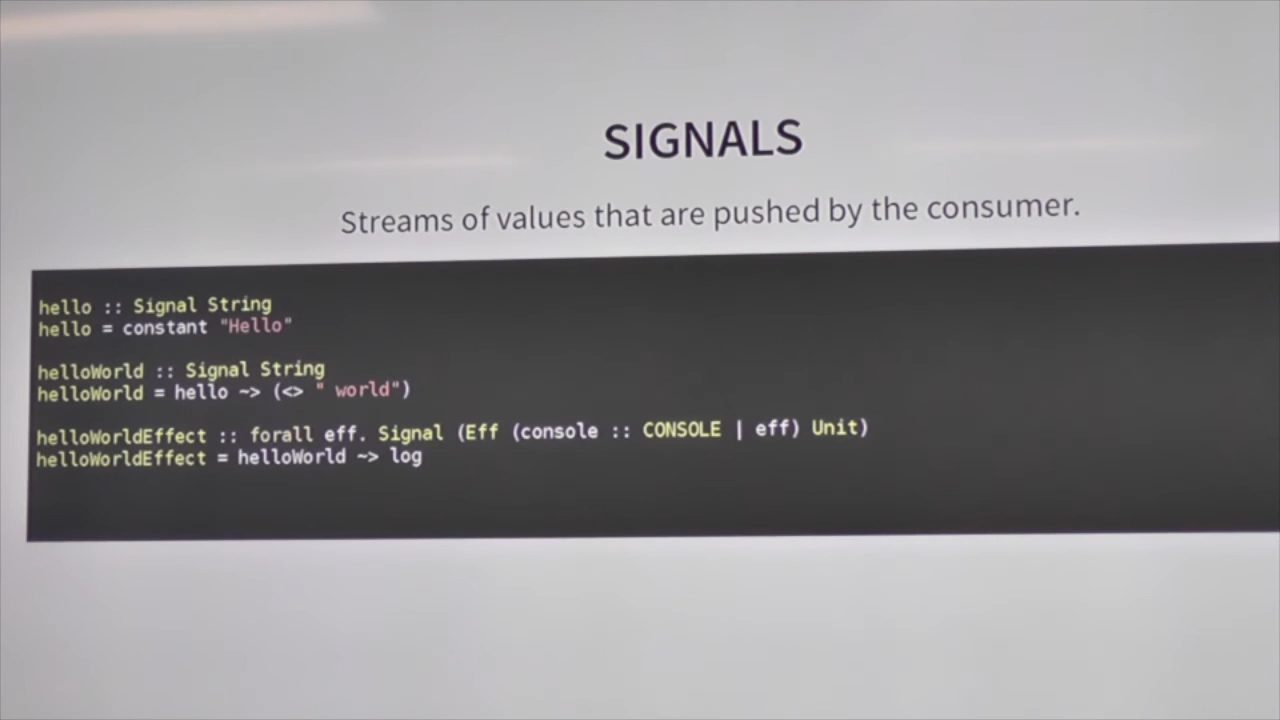 SIGNALS
Streams of values that are pushed by the consumer.
hello :: Signal String
hello = constant "Hello"
helloWorld :: Signal String
helloWorld = hello ~> (<> " world")
helloWorldEffect :: forall eff. Signal (Eff (console :: CONSOLE | eff) Unit)
helloWorldEffect = helloWorld ~> log